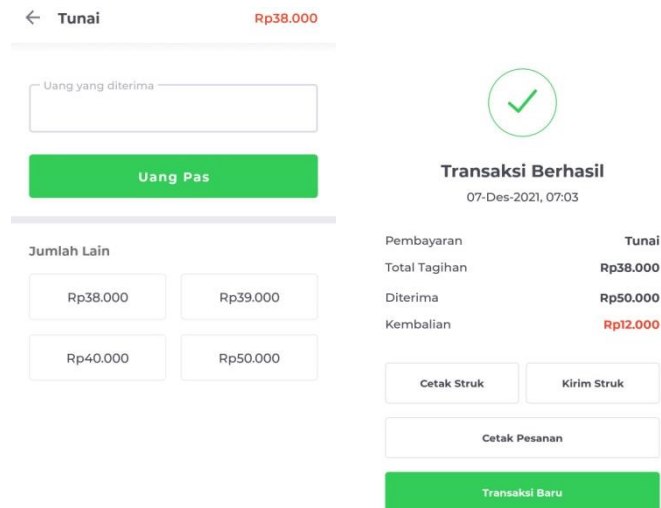 Tunai Rp38.000
Uang yang diterima
Uang Pas
Jumlah Lain
Rp38.000 Rp39.000
Rp40.000 Rp50.000
Transaksi Berhasil
07-Des-2021, 07:03
Pembayaran Tunai
Total Tagihan Rp38.000
Diterima Rp50.000
Kembalian Rp12.000
Cetak Struk Kirim Struk
Cetak Pesanan
Transaksi Baru